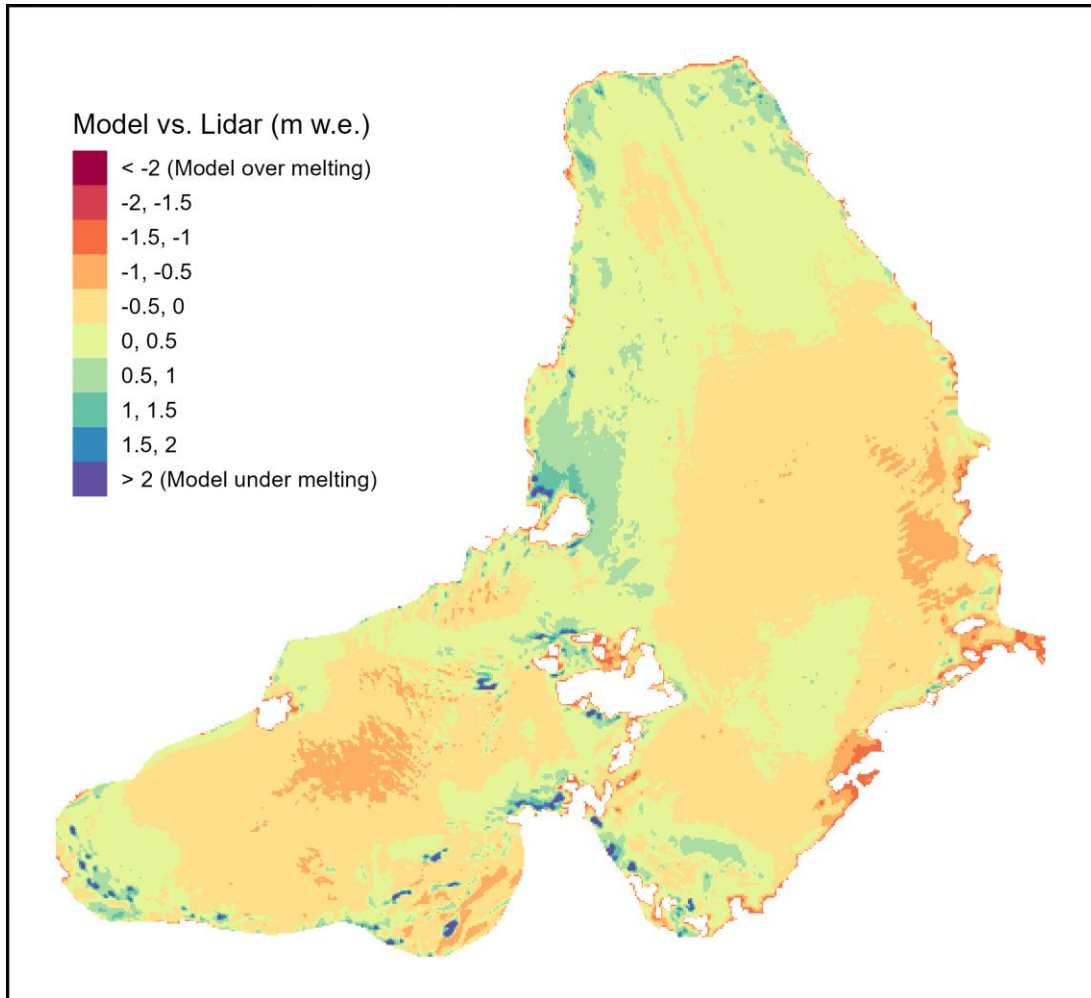 Model vs. Lidar (m w.e.)
< -2 (Model over melting)
-2, -1.5
-1.5, -1
-1, -0.5
-0.5, 0
0, 0.5
0.5, 1
1, 1.5
1.5, 2
> 2 (Model under melting)